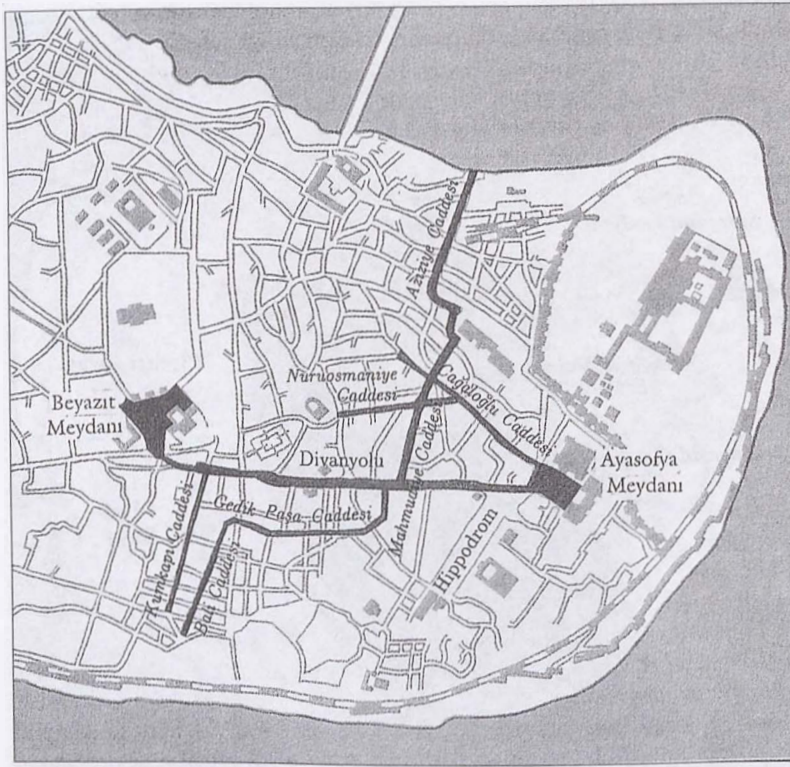 Aziziye Caddesi
Nuruosmaniye
Caddesi
Cağaloğlu Caddesi
Beyazıt
Meydanı
Divanyolu
Ayasofya
Meydanı
Gedik Paşa Caddesi
Mahmudiye Caddesi
Hippodrom
Kumkapı Caddesi
Bali Caddesi